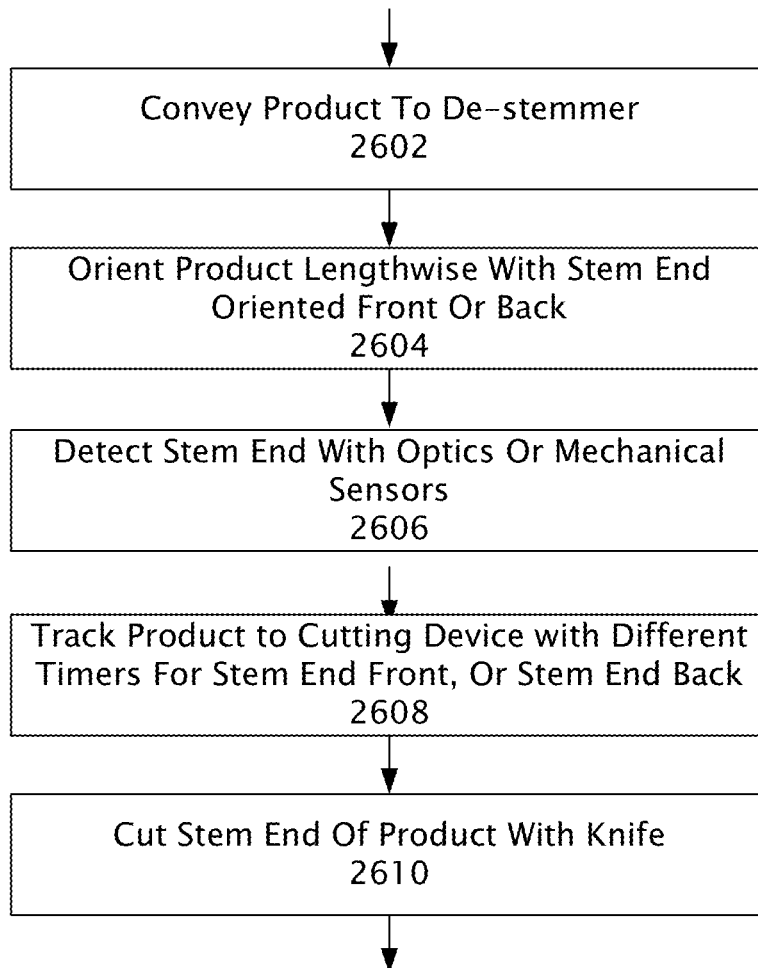 Convey Product To De-stemmer
2602
Orient Product Lengthwise With Stem End
Oriented Front Or Back
2604
Detect Stem End With Optics Or Mechanical
Sensors
2606
Track Product to Cutting Device with Different
Timers For Stem End Front, Or Stem End Back
2608
Cut Stem End Of Product With Knife
2610